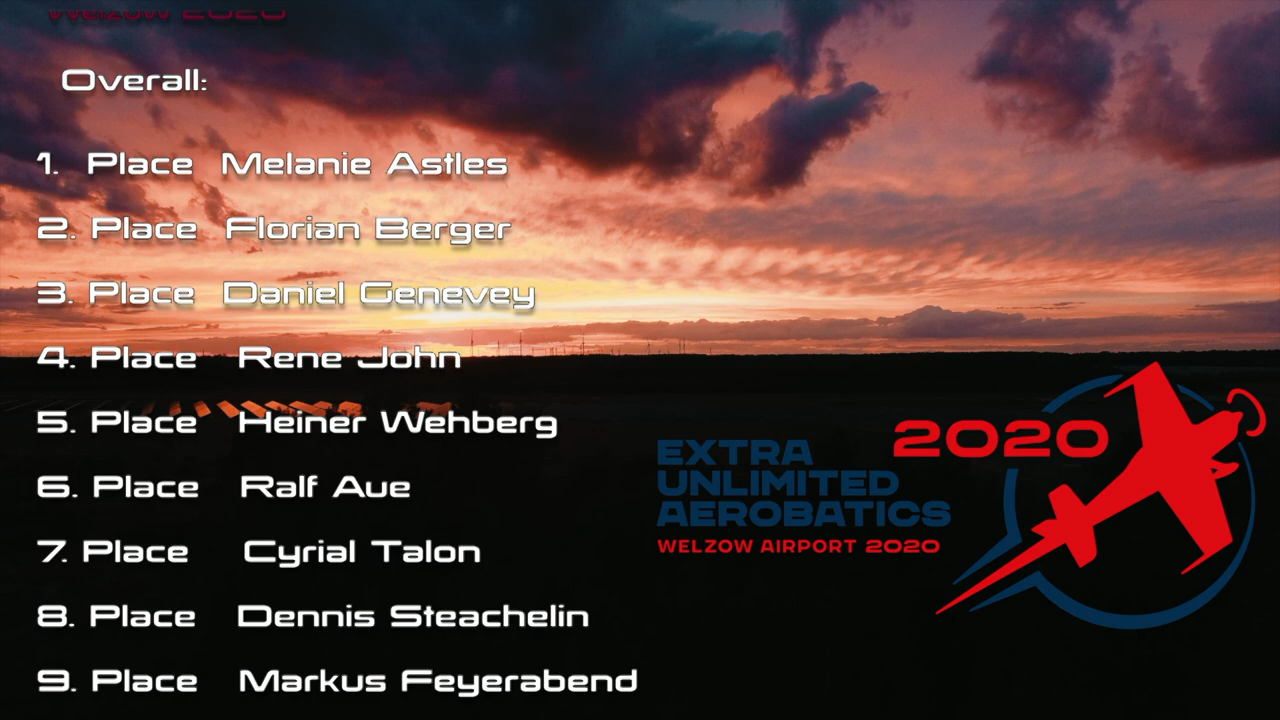 WELZOW 2020
Overall:
1. Place Melanie Astles
2. Place Florian Berger
3. Place Daniel Genevey
4. Place Rene John
5. Place Heiner Wehberg
6. Place Ralf Aue
7. Place Cyrial Talon
8. Place Dennis Steachelin
9. Place Markus Feyerabend
2020
EXTRA
UNLIMITED
AEROBATICS
WELZOW AIRPORT 2020